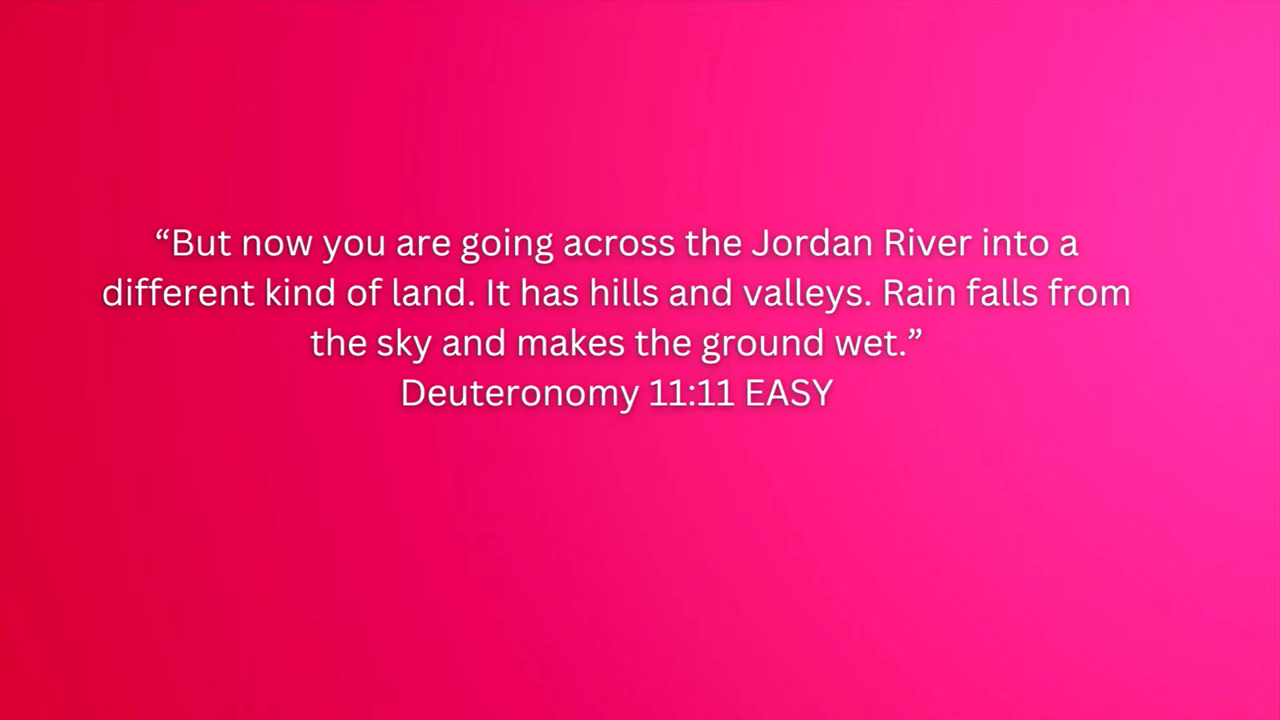 “But now you are going across the Jordan River into a
different kind of land. It has hills and valleys. Rain falls from
the sky and makes the ground wet.”
Deuteronomy 11:11 EASY